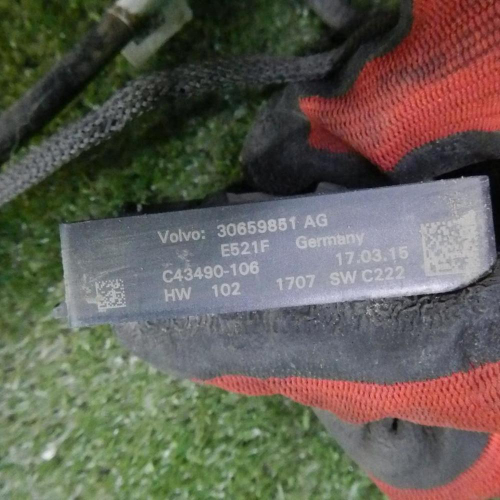 Volvo: 30659851 AG
E521F Germany
C43490-106 17.03.15
HW 102 1707 SW C222